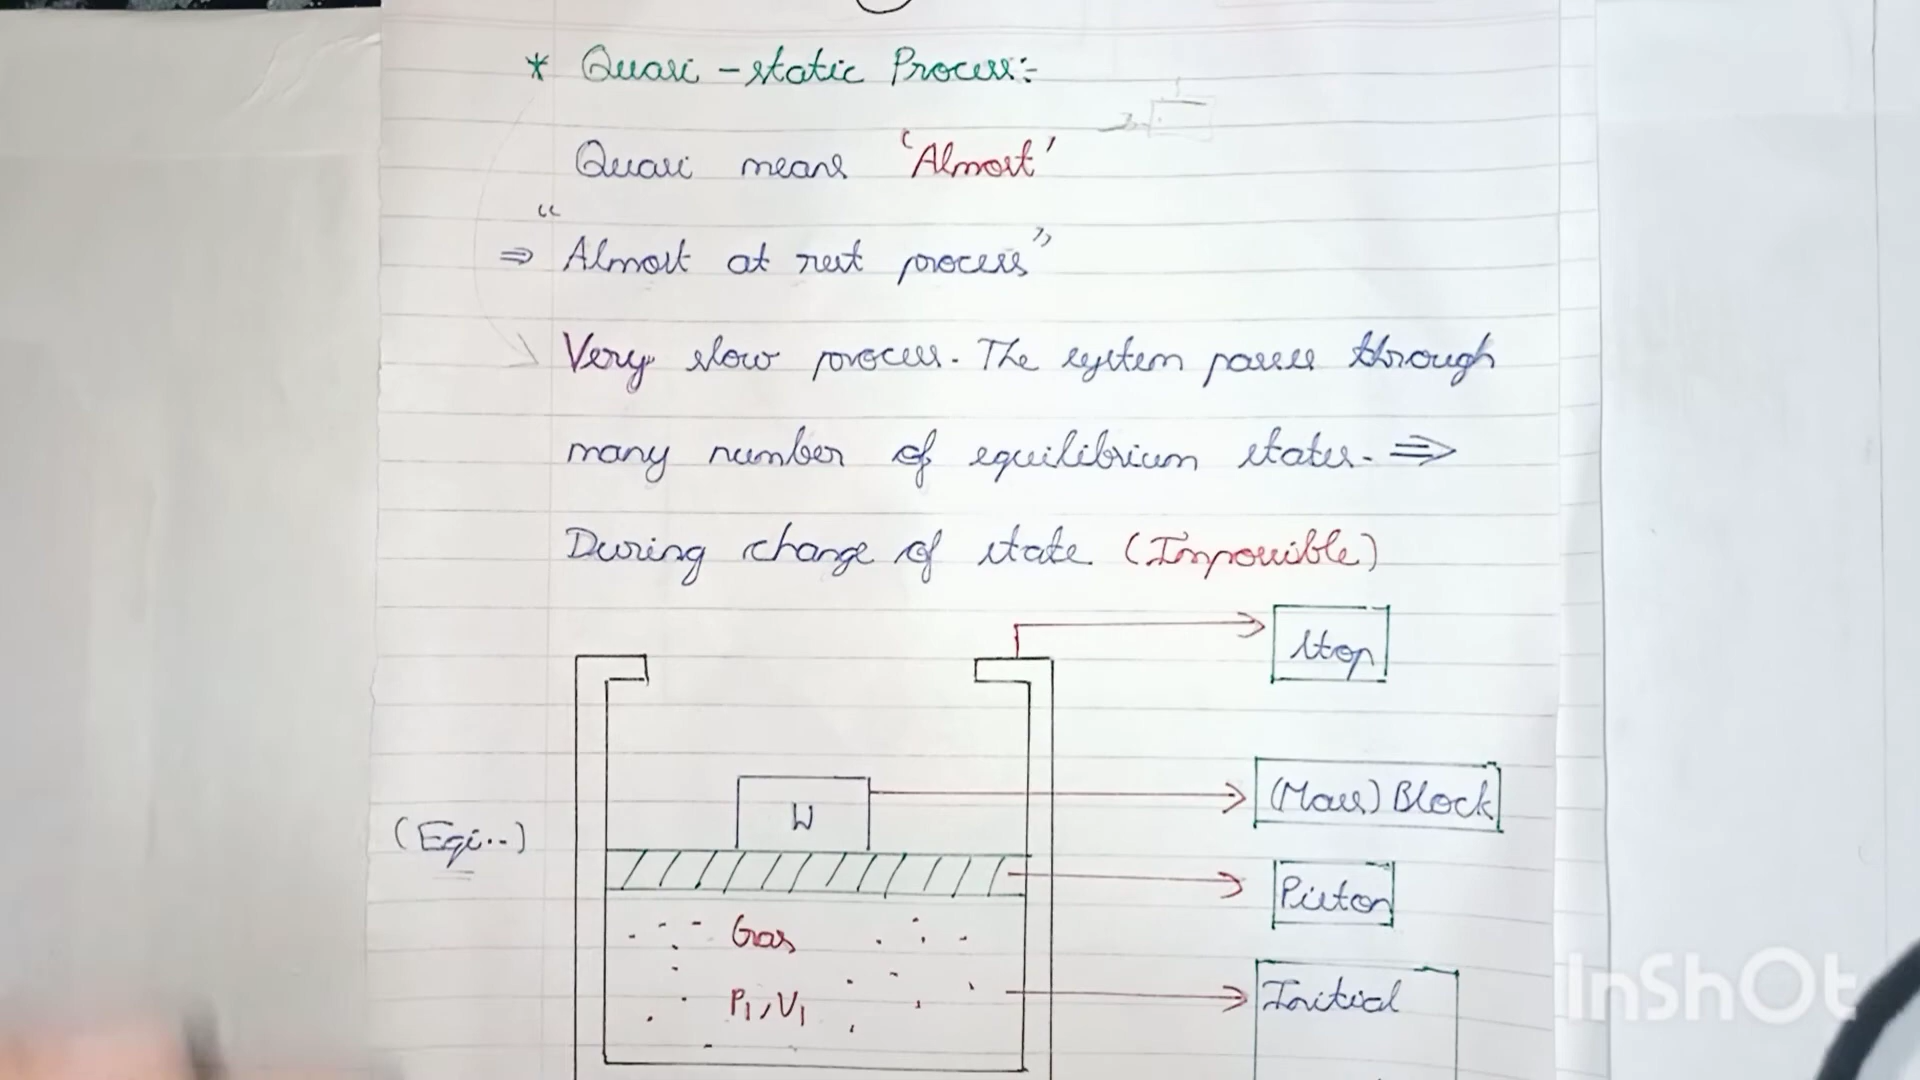 * Quasi-static Process:-
Quasi means 'Almost'
"
⇒ Almost at rest process"
Very slow process. The system passes through
many number of equilibrium states. ⇒
During change of state (Impossible)
Stop
W
(Mass) Block
(Eqi..)
Piston
Gas
P1, V1
Initial
InShOt